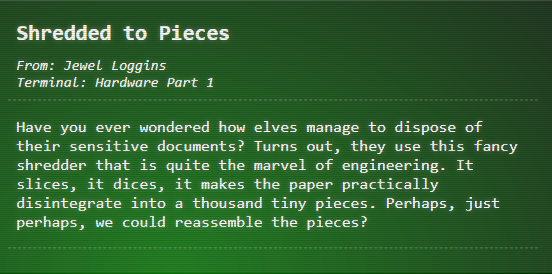 Shredded to Pieces
From: Jewel Loggins
Terminal: Hardware Part 1
Have you ever wondered how elves manage to dispose of
their sensitive documents? Turns out, they use this fancy
shredder that is quite the marvel of engineering. It
slices, it dices, it makes the paper practically
disintegrate into a thousand tiny pieces. Perhaps, just
perhaps, we could reassemble the pieces?